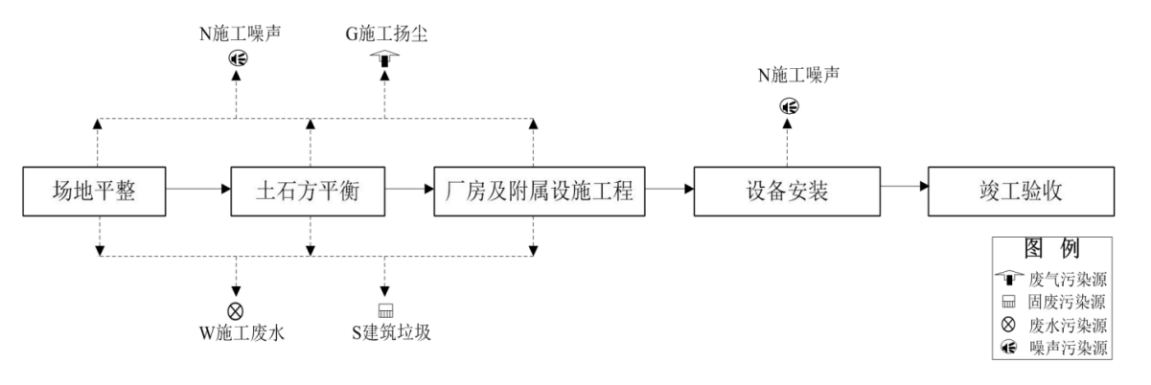 N施工噪声
G施工扬尘
N施工噪声
场地平整
土石方平衡
厂房及附属设施工程
设备安装
竣工验收
W施工废水
S建筑垃圾
图 例
废气污染源
固废污染源
废水污染源
噪声污染源